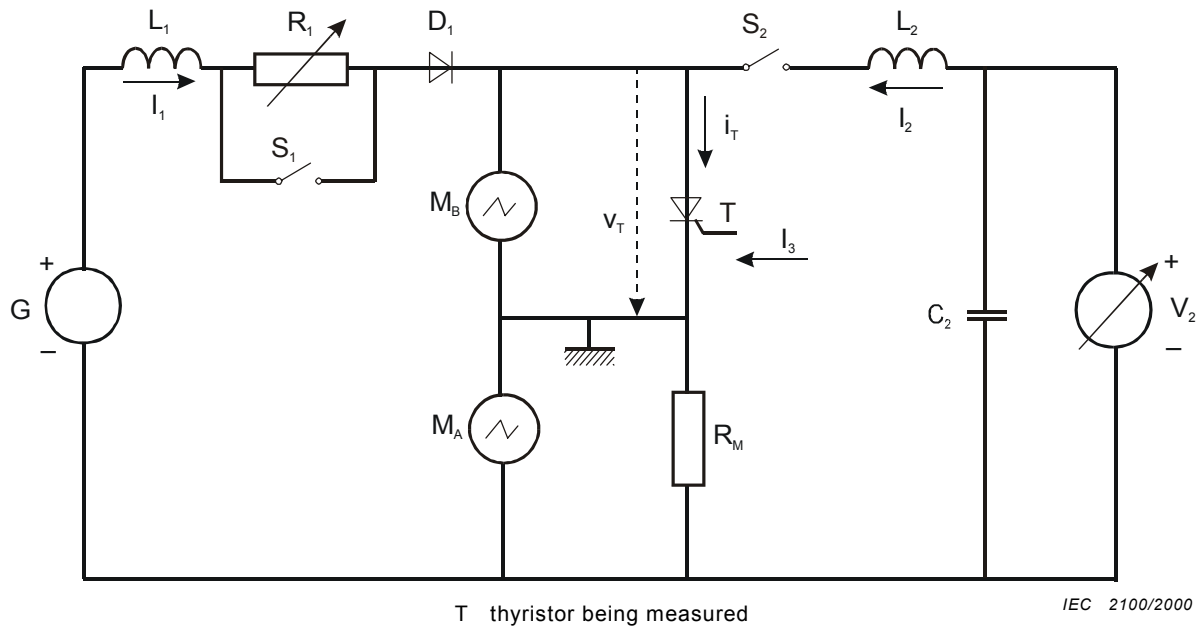 L₁ R₁ D₁ S₂ L₂
I₁ iT I₂
S₁
MB vT T
I₃
+ +
G C₂ V₂
– –
MA RM
T thyristor being measured
IEC 2100/2000